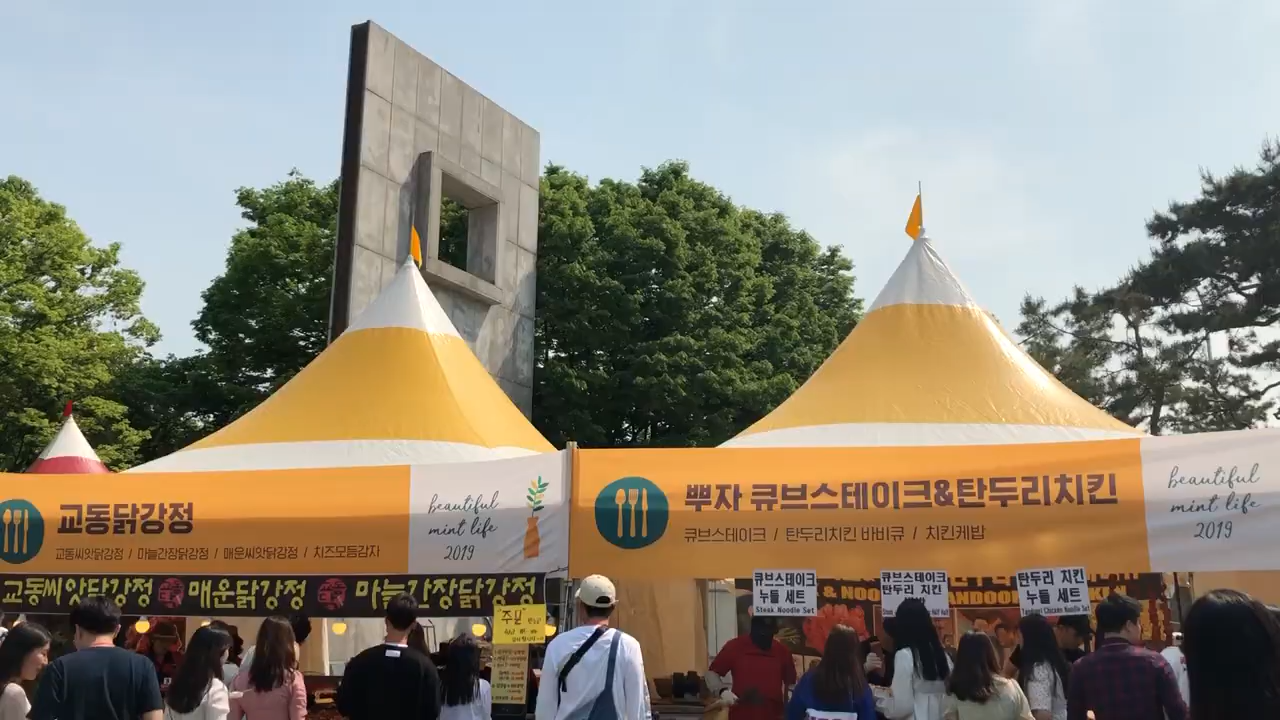 교동닭강정
교동씨앗닭강정 / 마늘간장닭강정 / 매운씨앗닭강정 / 치즈모듬감자
beautiful
mint life
2019
뿌자 큐브스테이크&탄두리치킨
큐브스테이크 / 탄두리치킨 바비큐 / 치킨케밥
beautiful
mint life
2019
교동씨앗닭강정 매운닭강정 마늘간장닭강정
큐브스테이크
누들 세트
Steak Noodle Set
큐브스테이크
탄두리 치킨
탄두리 치킨
누들 세트
Tandoori Chicken Noodle Set
& NOO